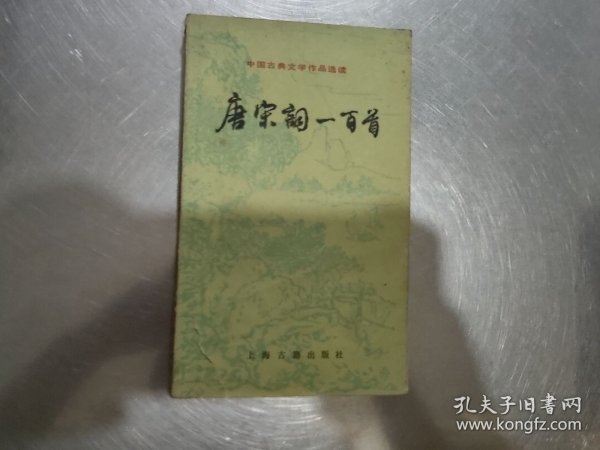 中国古典文学作品选读
唐宋词一百首
上海古籍出版社
孔夫子旧书网
www.kongfz.com